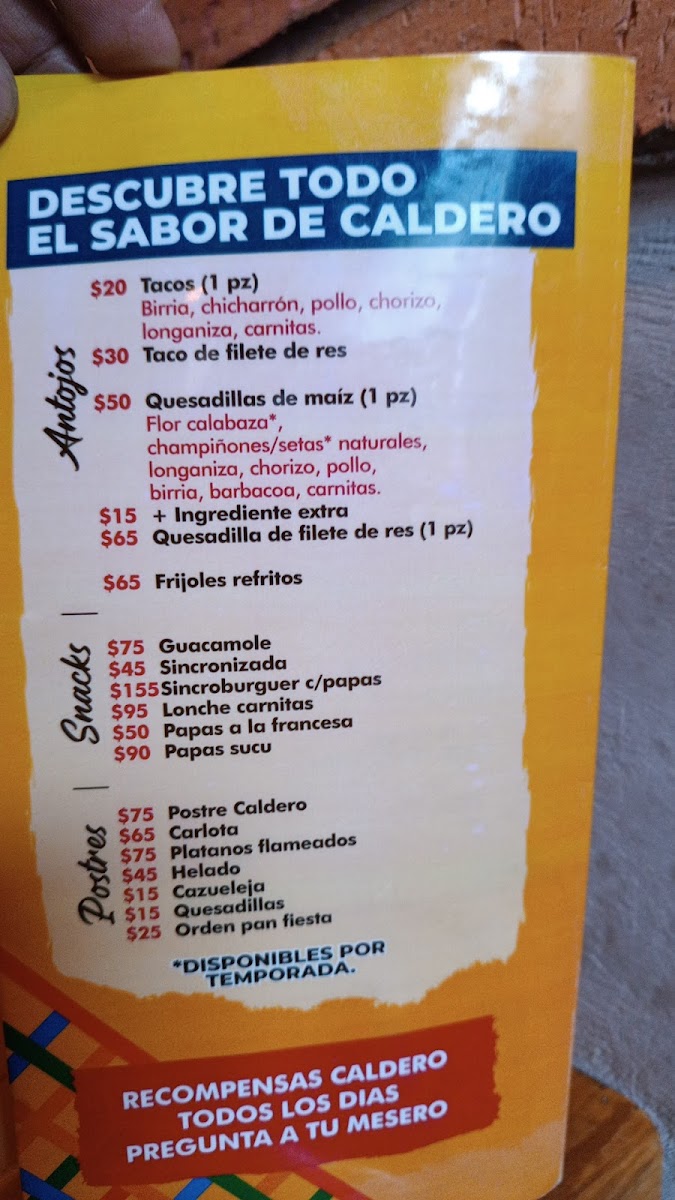 DESCUBRE TODO
EL SABOR DE CALDERO
Antojos
$20 Tacos (1 pz)
Birria, chicharrón, pollo, chorizo,
longaniza, carnitas.
$30 Taco de filete de res
$50 Quesadillas de maíz (1 pz)
Flor calabaza*,
champiñones/setas* naturales,
longaniza, chorizo, pollo,
birria, barbacoa, carnitas.
$15 + Ingrediente extra
$65 Quesadilla de filete de res (1 pz)
$65 Frijoles refritos
Snacks
$75 Guacamole
$45 Sincronizada
$155 Sincroburguer c/papas
$95 Lonche carnitas
$50 Papas a la francesa
$90 Papas sucu
Postres
$75 Postre Caldero
$65 Carlota
$75 Platanos flameados
$45 Helado
$15 Cazueleja
$15 Quesadillas
$25 Orden pan fiesta
*DISPONIBLES POR
TEMPORADA.
RECOMPENSAS CALDERO
TODOS LOS DIAS
PREGUNTA A TU MESERO